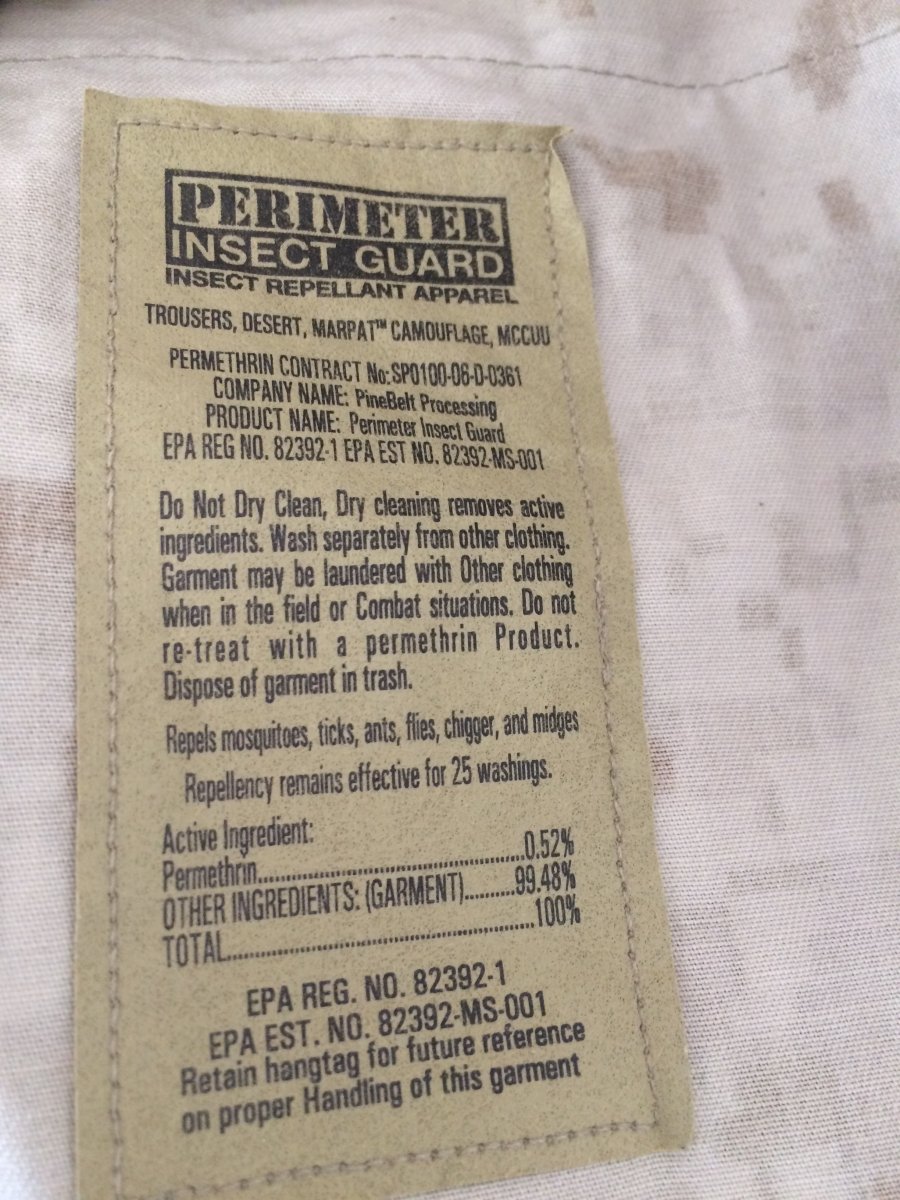 PERIMETER
INSECT GUARD
INSECT REPELLANT APPAREL
TROUSERS, DESERT, MARPAT™ CAMOUFLAGE, MCCUU
PERMETHRIN CONTRACT No:SP0100-06-D-0361
COMPANY NAME: PineBelt Processing
PRODUCT NAME: Perimeter Insect Guard
EPA REG NO. 82392-1 EPA EST NO. 82392-MS-001
Do Not Dry Clean, Dry cleaning removes active
ingredients. Wash separately from other clothing.
Garment may be laundered with Other clothing
when in the field or Combat situations. Do not
re-treat with a permethrin Product.
Dispose of garment in trash.
Repels mosquitoes, ticks, ants, flies, chigger, and midges
Repellency remains effective for 25 washings.
Active Ingredient:
Permethrin..........................................0.52%
OTHER INGREDIENTS: (GARMENT).........99.48%
TOTAL..................................................100%
EPA REG. NO. 82392-1
EPA EST. NO. 82392-MS-001
Retain hangtag for future reference
on proper Handling of this garment